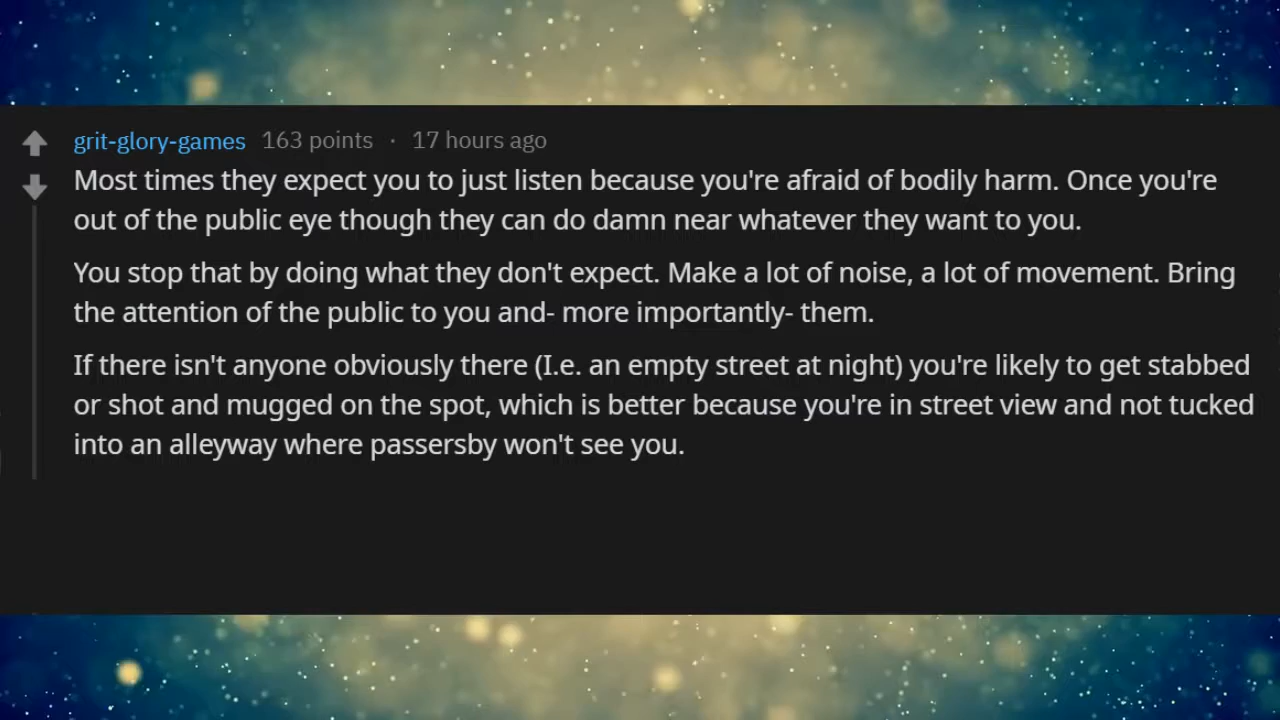 grit-glory-games 163 points · 17 hours ago
Most times they expect you to just listen because you're afraid of bodily harm. Once you're
out of the public eye though they can do damn near whatever they want to you.
You stop that by doing what they don't expect. Make a lot of noise, a lot of movement. Bring
the attention of the public to you and- more importantly- them.
If there isn't anyone obviously there (I.e. an empty street at night) you're likely to get stabbed
or shot and mugged on the spot, which is better because you're in street view and not tucked
into an alleyway where passersby won't see you.